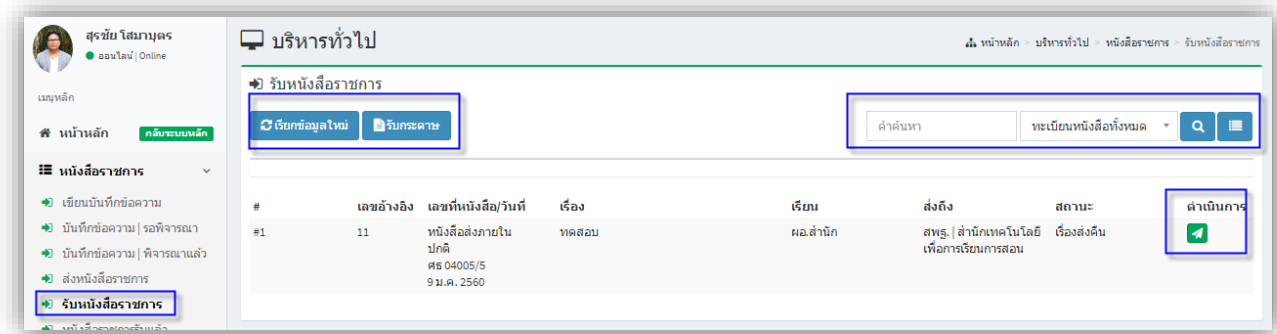 สุรชัย โสมาบุตร
ออนไลน์ | Online
เมนูหลัก
หน้าหลัก กลับระบบหลัก
หนังสือราชการ
เขียนบันทึกข้อความ
บันทึกข้อความ | รอพิจารณา
บันทึกข้อความ | พิจารณาแล้ว
ส่งหนังสือราชการ
รับหนังสือราชการ
หนังสือราชการรับแล้ว
บริหารทั่วไป
หน้าหลัก > บริหารทั่วไป > หนังสือราชการ > รับหนังสือราชการ
รับหนังสือราชการ
เรียกข้อมูลใหม่ รับกระดาษ คำค้นหา ทะเบียนหนังสือทั้งหมด
# เลขอ้างอิง เลขที่หนังสือ/วันที่ เรื่อง เรียน ส่งถึง สถานะ ดำเนินการ
#1 11 หนังสือส่งภายใน ทดสอบ ผอ.สำนัก สพฐ. | สำนักเทคโนโลยี เรื่องส่งคืน
ปกติ เพื่อการเรียนการสอน
ศธ 04005/5
9 ม.ค. 2560